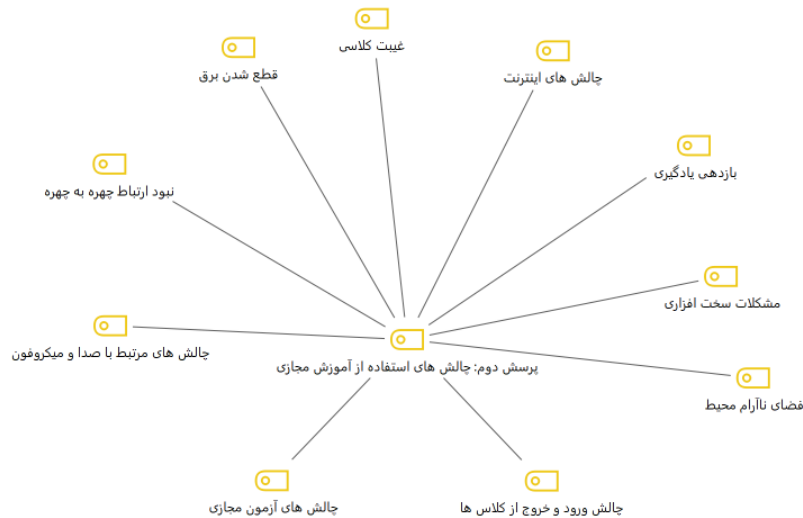 غیبت کلاسی
قطع شدن برق
چالش های اینترنت
بازدهی یادگیری
نبود ارتباط چهره به چهره
مشکلات سخت افزاری
چالش های مرتبط با صدا و میکروفون
پرسش دوم: چالش های استفاده از آموزش مجازی
فضای ناآرام محیط
چالش های آزمون مجازی
چالش ورود و خروج از کلاس ها